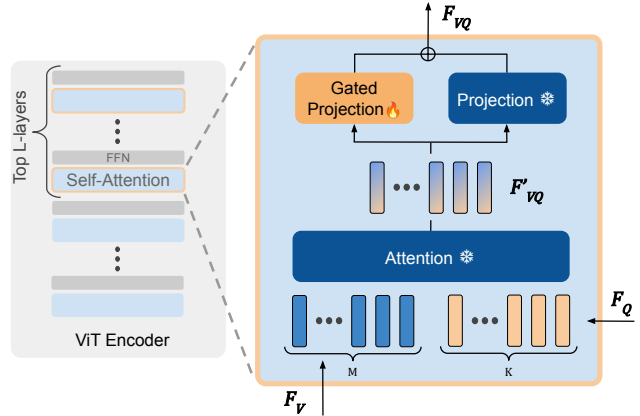 F_VQ
Top L-layers
FFN
Self-Attention
ViT Encoder
Gated
Projection🔥
Projection ❄
F'_VQ
Attention ❄
F_Q
M
K
F_V